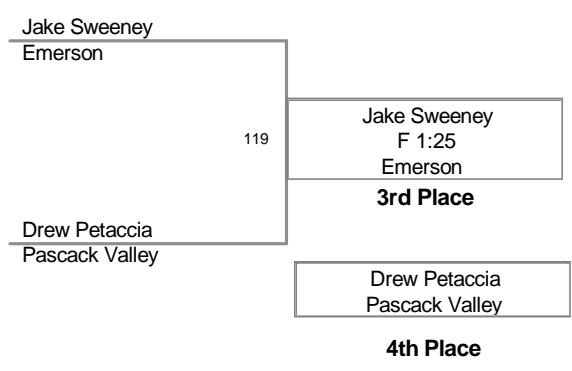 Jake Sweeney
Emerson
119
Jake Sweeney
F 1:25
Emerson
3rd Place
Drew Petaccia
Pascack Valley
Drew Petaccia
Pascack Valley
4th Place